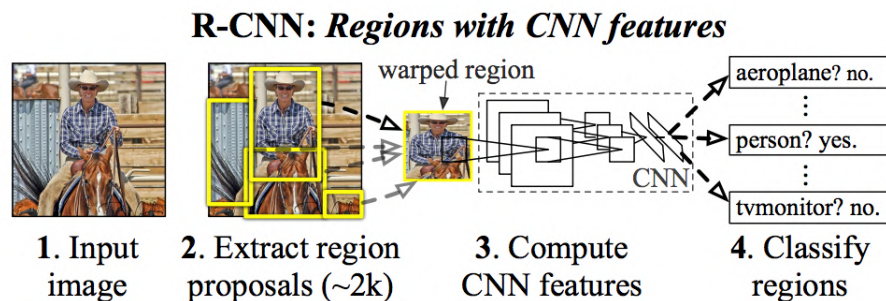 R-CNN: Regions with CNN features
warped region
aeroplane? no.
person? yes.
tvmonitor? no.
CNN
1. Input
image
2. Extract region
proposals (~2k)
3. Compute
CNN features
4. Classify
regions